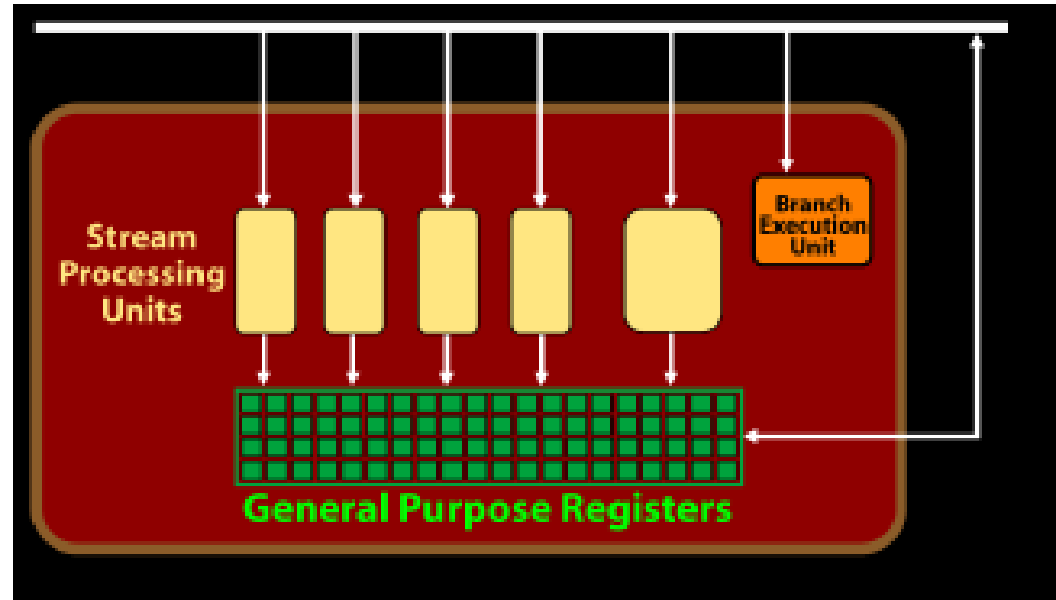 Stream
Processing
Units
Branch
Execution
Unit
General Purpose Registers